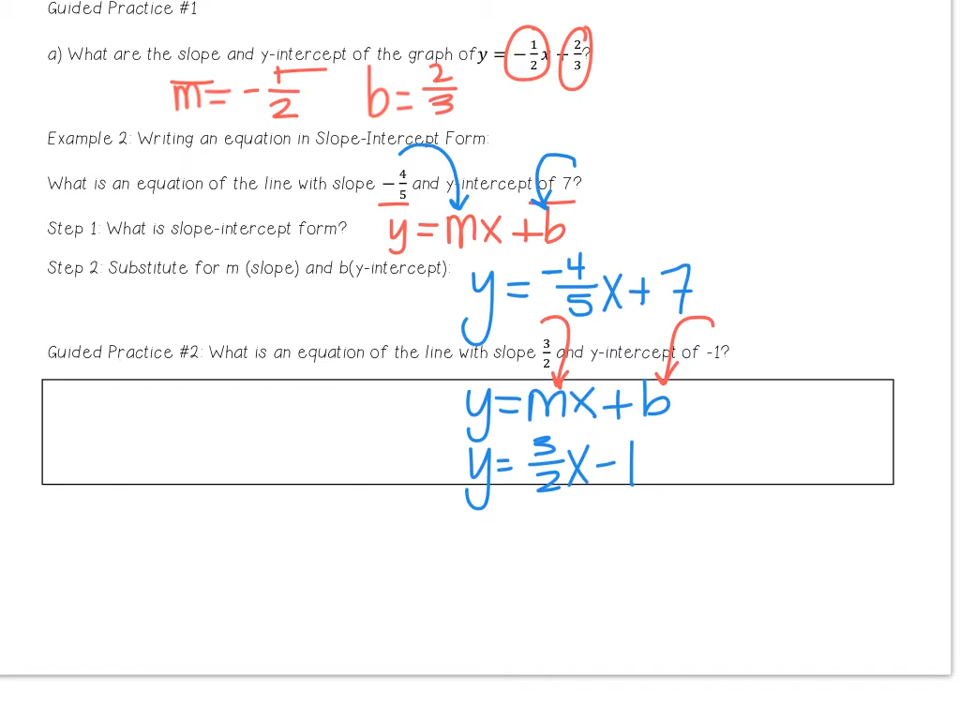 Guided Practice #1
a) What are the slope and y-intercept of the graph of y = -1/2 x + 2/3?
m = -1/2 b = 2/3
Example 2: Writing an equation in Slope-Intercept Form:
What is an equation of the line with slope -4/5 and y-intercept of 7?
Step 1: What is slope-intercept form? y = mx + b
Step 2: Substitute for m (slope) and b(y-intercept): y = -4/5 x + 7
Guided Practice #2: What is an equation of the line with slope 3/2 and y-intercept of -1?
y = mx + b
y = 3/2 x - 1